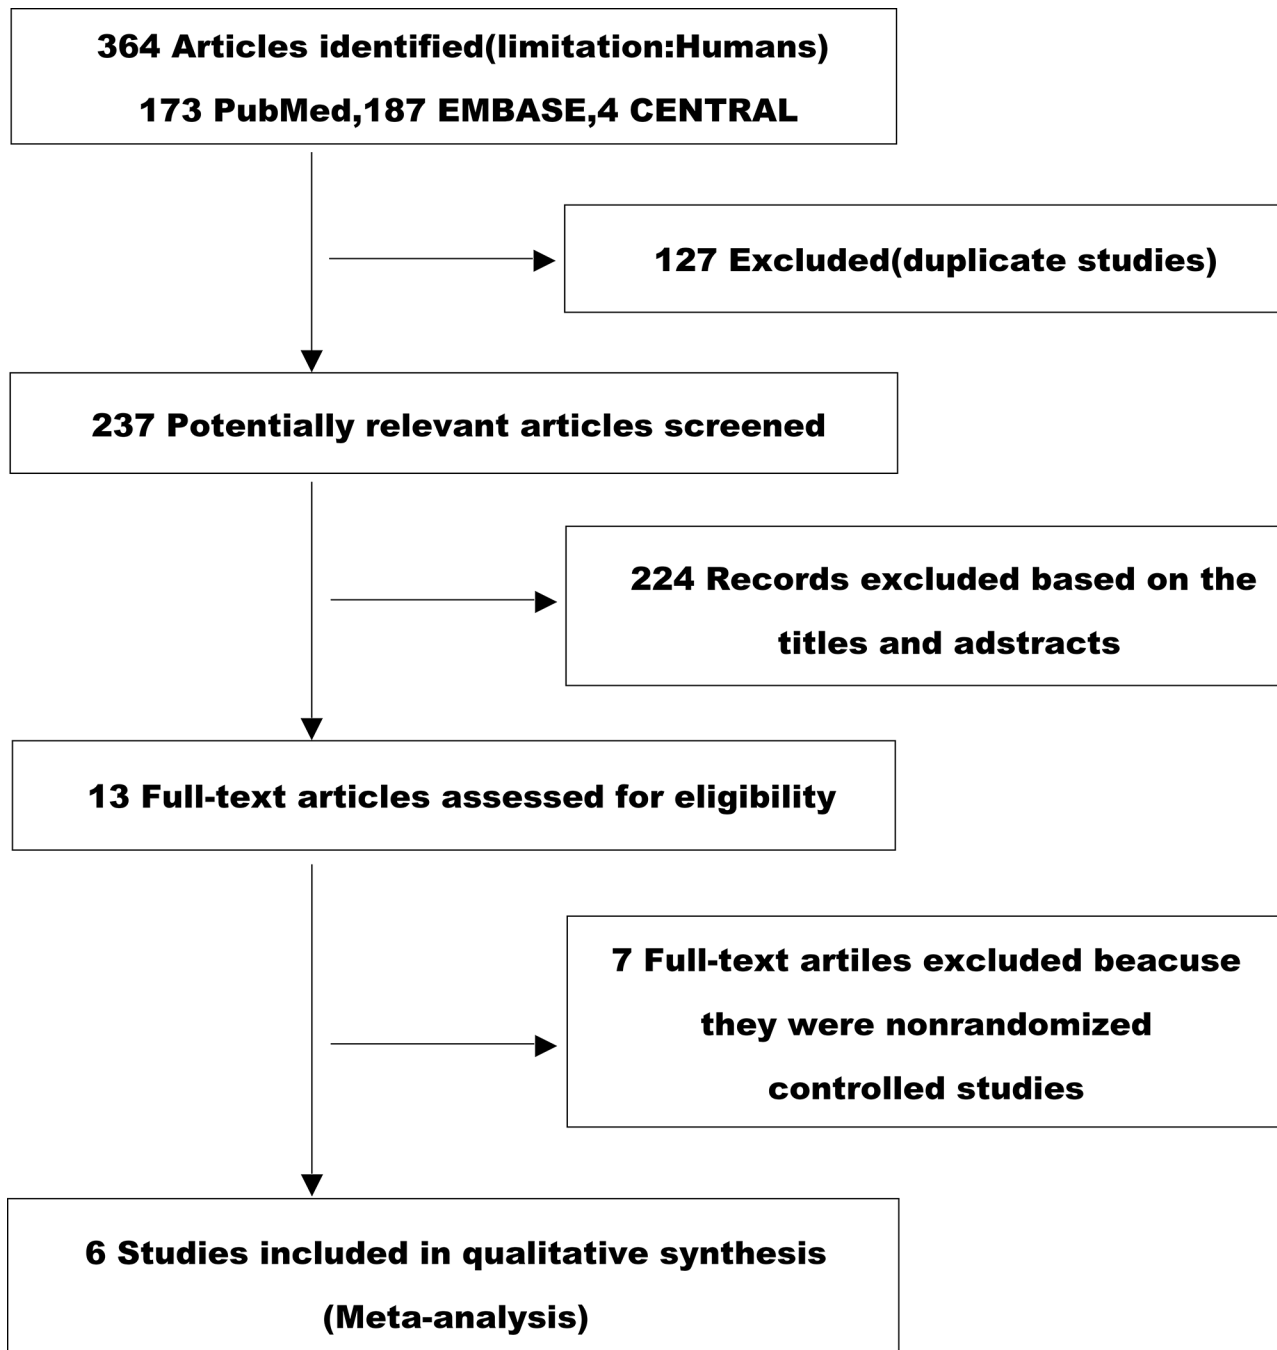 364 Articles identified(limitation:Humans)
173 PubMed,187 EMBASE,4 CENTRAL
127 Excluded(duplicate studies)
237 Potentially relevant articles screened
224 Records excluded based on the
titles and adstracts
13 Full-text articles assessed for eligibility
7 Full-text artiles excluded beacuse
they were nonrandomized
controlled studies
6 Studies included in qualitative synthesis
(Meta-analysis)